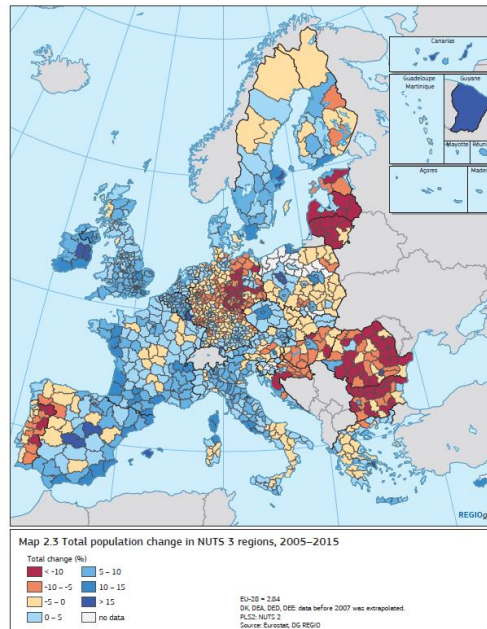 Canarias
Guadeloupe
Martinique
Guyane
Mayotte
Açores
REGIO
Map 2.3 Total population change in NUTS 3 regions, 2005–2015
Total change (%)
< -10
-10 – -5
-5 – 0
0 – 5
5 – 10
10 – 15
> 15
no data
EU-28 = 2.84
DK, DEA, DED, DEE: data before 2007 was extrapolated.
PLS2: NUTS 2
Source: Eurostat, DG REGIO